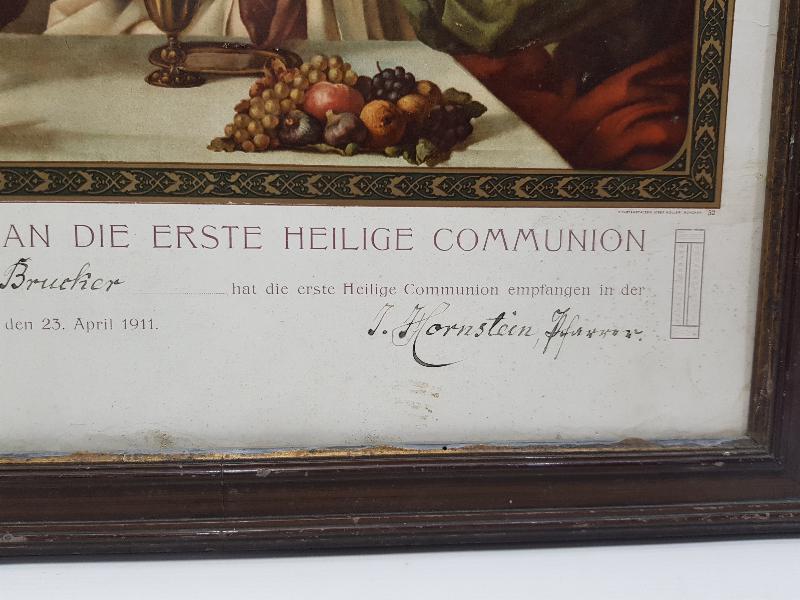 AN DIE ERSTE HEILIGE COMMUNION
Brucker hat die erste Heilige Communion empfangen in der
den 23. April 1911.
J. Hornstein, Pfarrer.